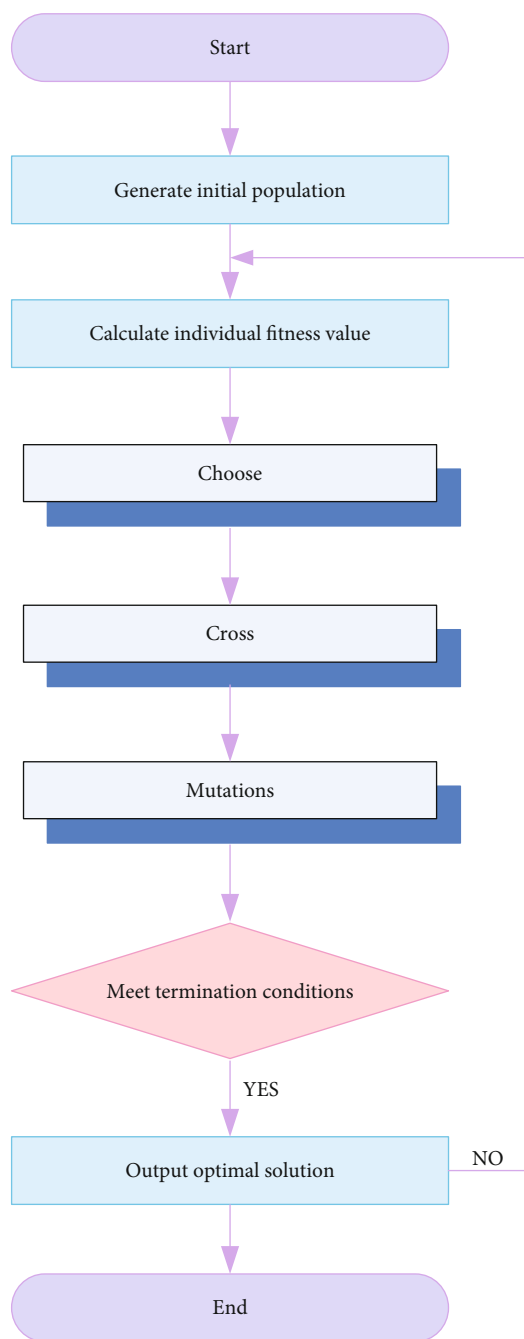 Start
Generate initial population
Calculate individual fitness value
Choose
Cross
Mutations
Meet termination conditions
YES
Output optimal solution
NO
End